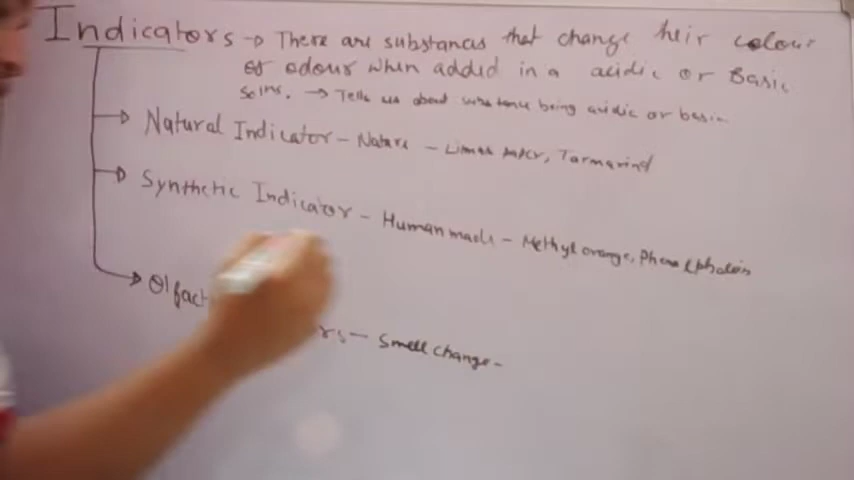 Indicators → There are substances that change their colour
or odour when added in a acidic or Basic
Solns. → Tells us about substance being acidic or basic.
Natural Indicator - Nature - Litmus paper, Tarmarind
Synthetic Indicator - Human made - Methyl orange, Phenolphthalein
Olfact rs - Smell change -